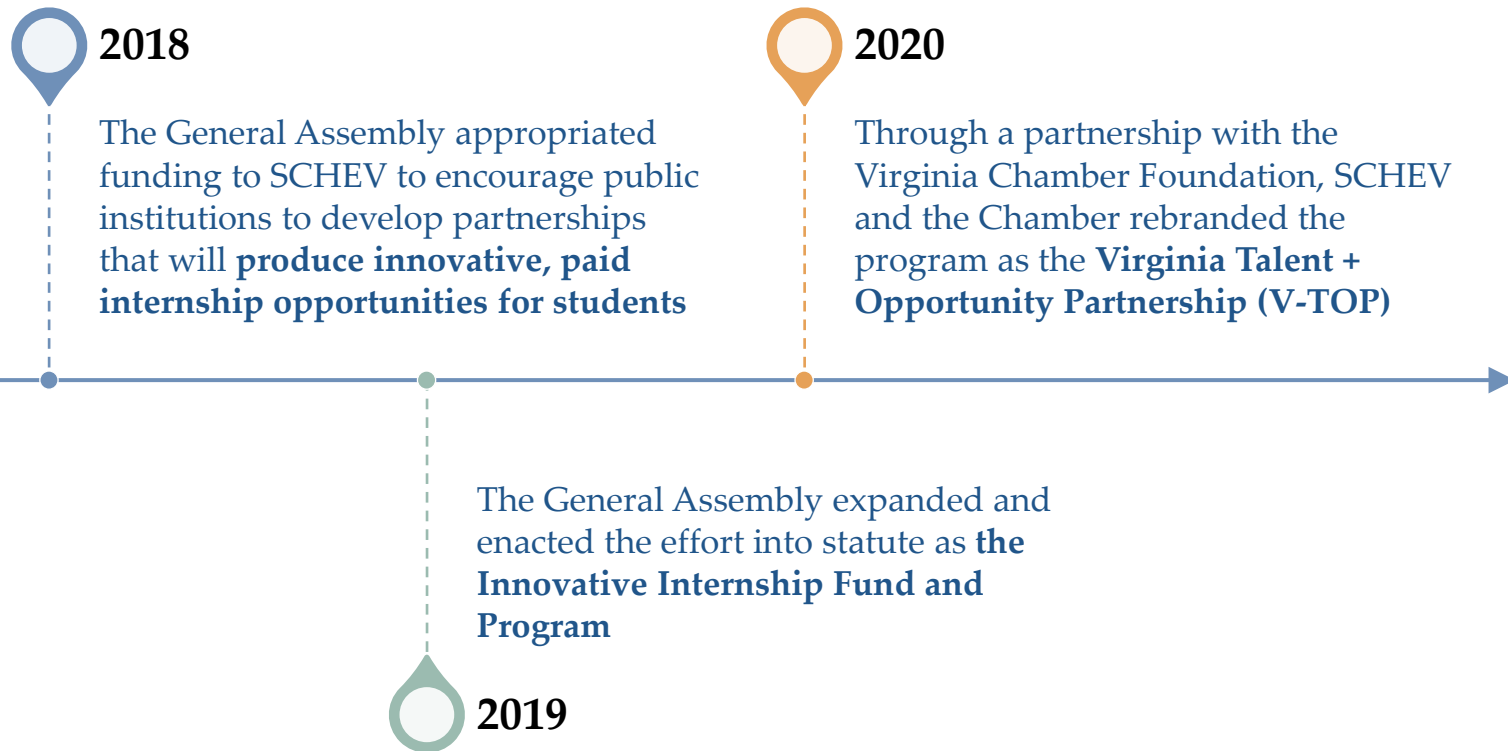 2018
The General Assembly appropriated
funding to SCHEV to encourage public
institutions to develop partnerships
that will produce innovative, paid
internship opportunities for students
2019
The General Assembly expanded and
enacted the effort into statute as the
Innovative Internship Fund and
Program
2020
Through a partnership with the
Virginia Chamber Foundation, SCHEV
and the Chamber rebranded the
program as the Virginia Talent +
Opportunity Partnership (V-TOP)